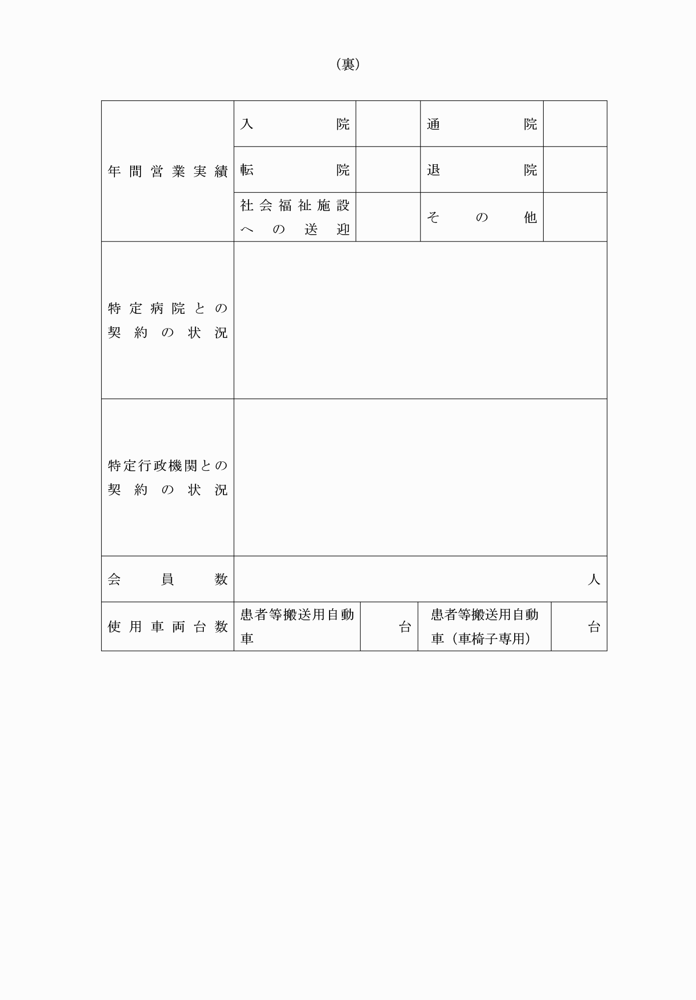 （裏）
入院 通院
年間営業実績 転院 退院
社会福祉施設
への送迎
その他
特定病院との
契約の状況
特定行政機関との
契約の状況
会員数 人
使用車両台数
患者等搬送用自動
車
台
患者等搬送用自動
車（車椅子専用）
台